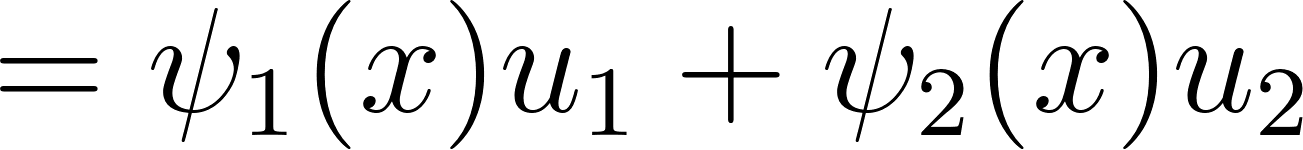 = ψ₁(x)u₁ + ψ₂(x)u₂